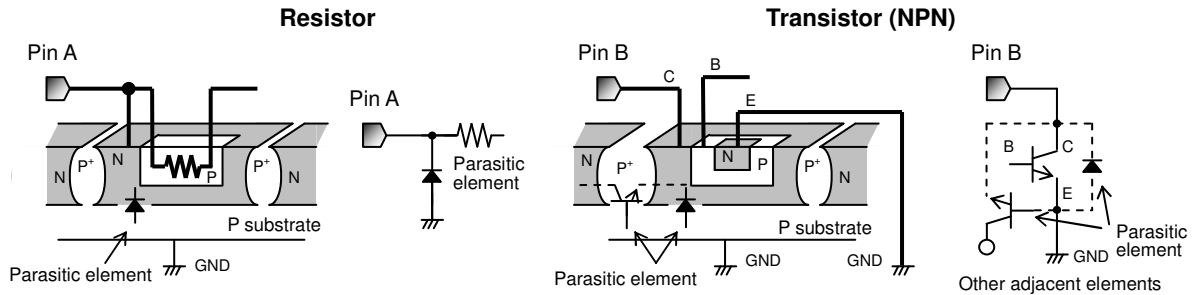 Resistor
Transistor (NPN)
Pin A
Pin A
N
P+
N
P
P+
N
Parasitic
element
P substrate
Parasitic element
GND
Pin B
C
B
E
N
P+
N
N
P
P+
N
P substrate
Parasitic element
GND
GND
Pin B
B
C
E
Parasitic
element
GND
Other adjacent elements